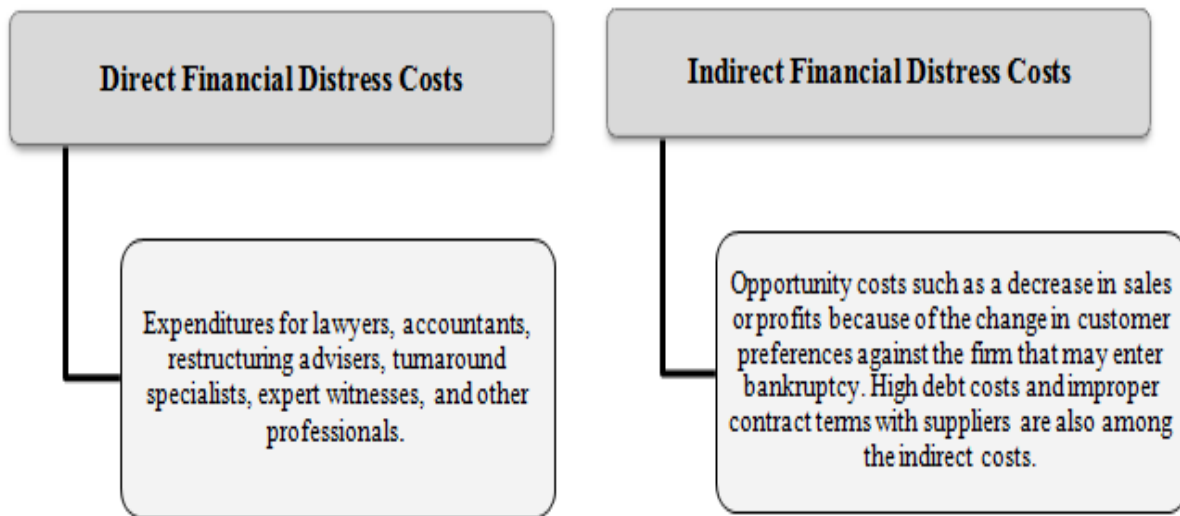 Direct Financial Distress Costs
Expenditures for lawyers, accountants,
restructuring advisers, turnaround
specialists, expert witnesses, and other
professionals.
Indirect Financial Distress Costs
Opportunity costs such as a decrease in sales
or profits because of the change in customer
preferences against the firm that may enter
bankruptcy. High debt costs and improper
contract terms with suppliers are also among
the indirect costs.